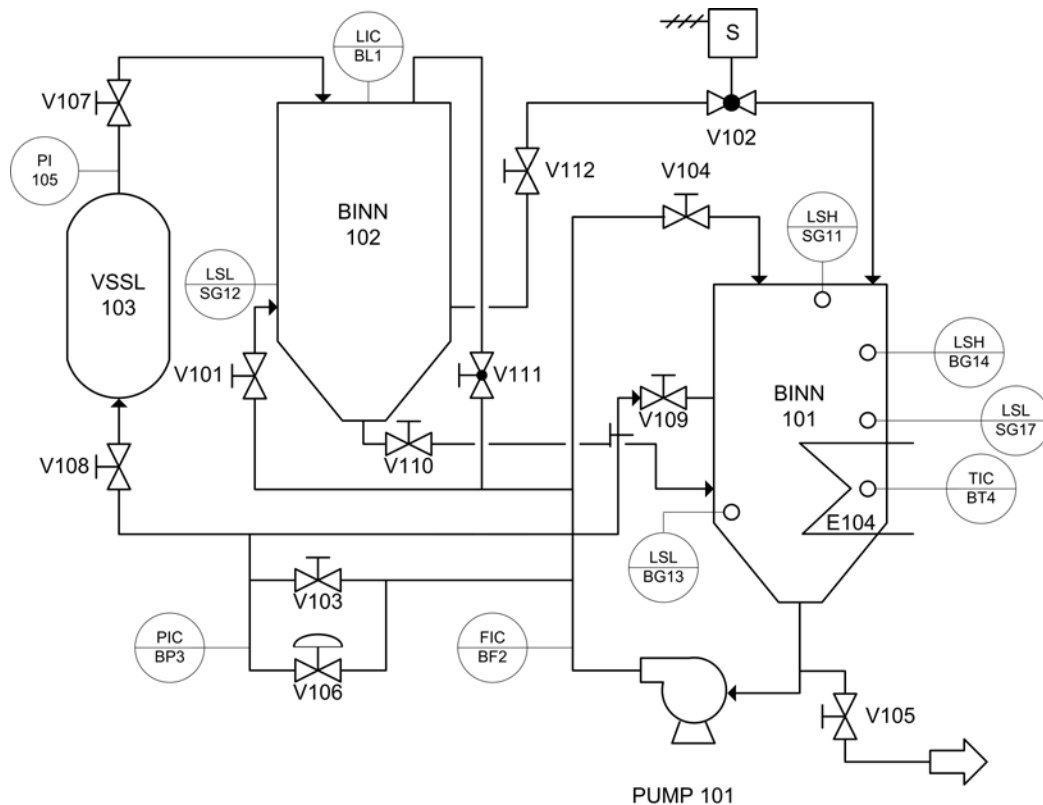 LIC
BL1
S
V107
V102
PI
105
V112
V104
BINN
102
LSH
SG11
VSSL
103
LSL
SG12
LSH
BG14
V101
V111
V109
BINN
101
LSL
SG17
V108
V110
TIC
BT4
E104
LSL
BG13
V103
PIC
BP3
FIC
BF2
V106
V105
PUMP 101